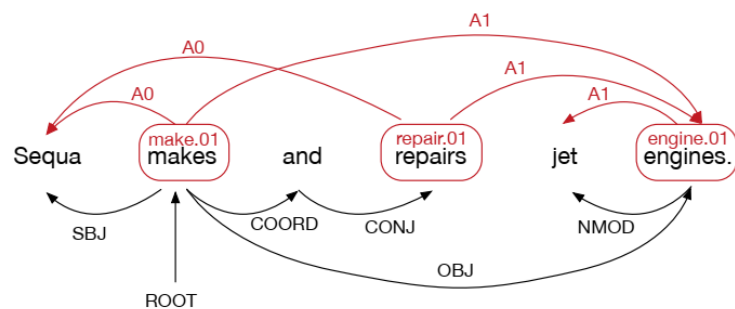 A1
A0
A1
A0
A1
make.01
repair.01
engine.01
Sequa makes and repairs jet engines.
SBJ
COORD
CONJ
NMOD
OBJ
ROOT